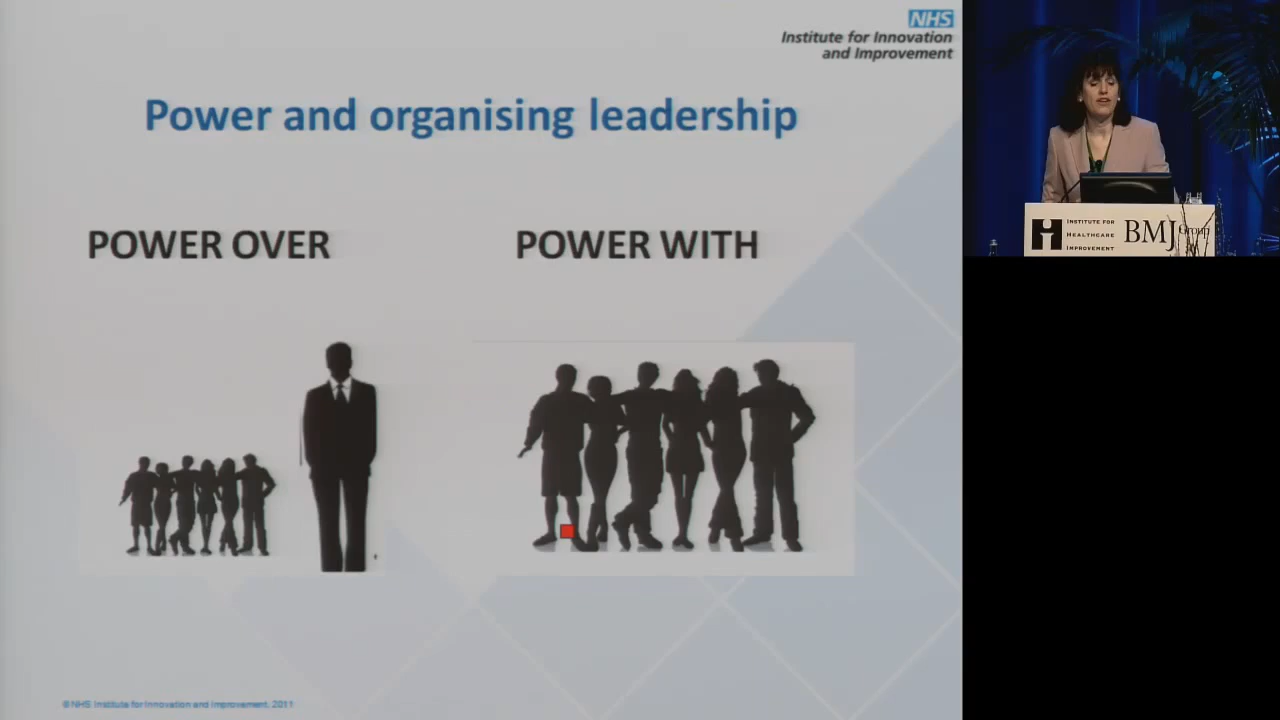 NHS
Institute for Innovation
and Improvement
Power and organising leadership
POWER OVER
POWER WITH
© NHS Institute for Innovation and Improvement, 2011
INSTITUTE FOR
HEALTHCARE
IMPROVEMENT
BMJ Group